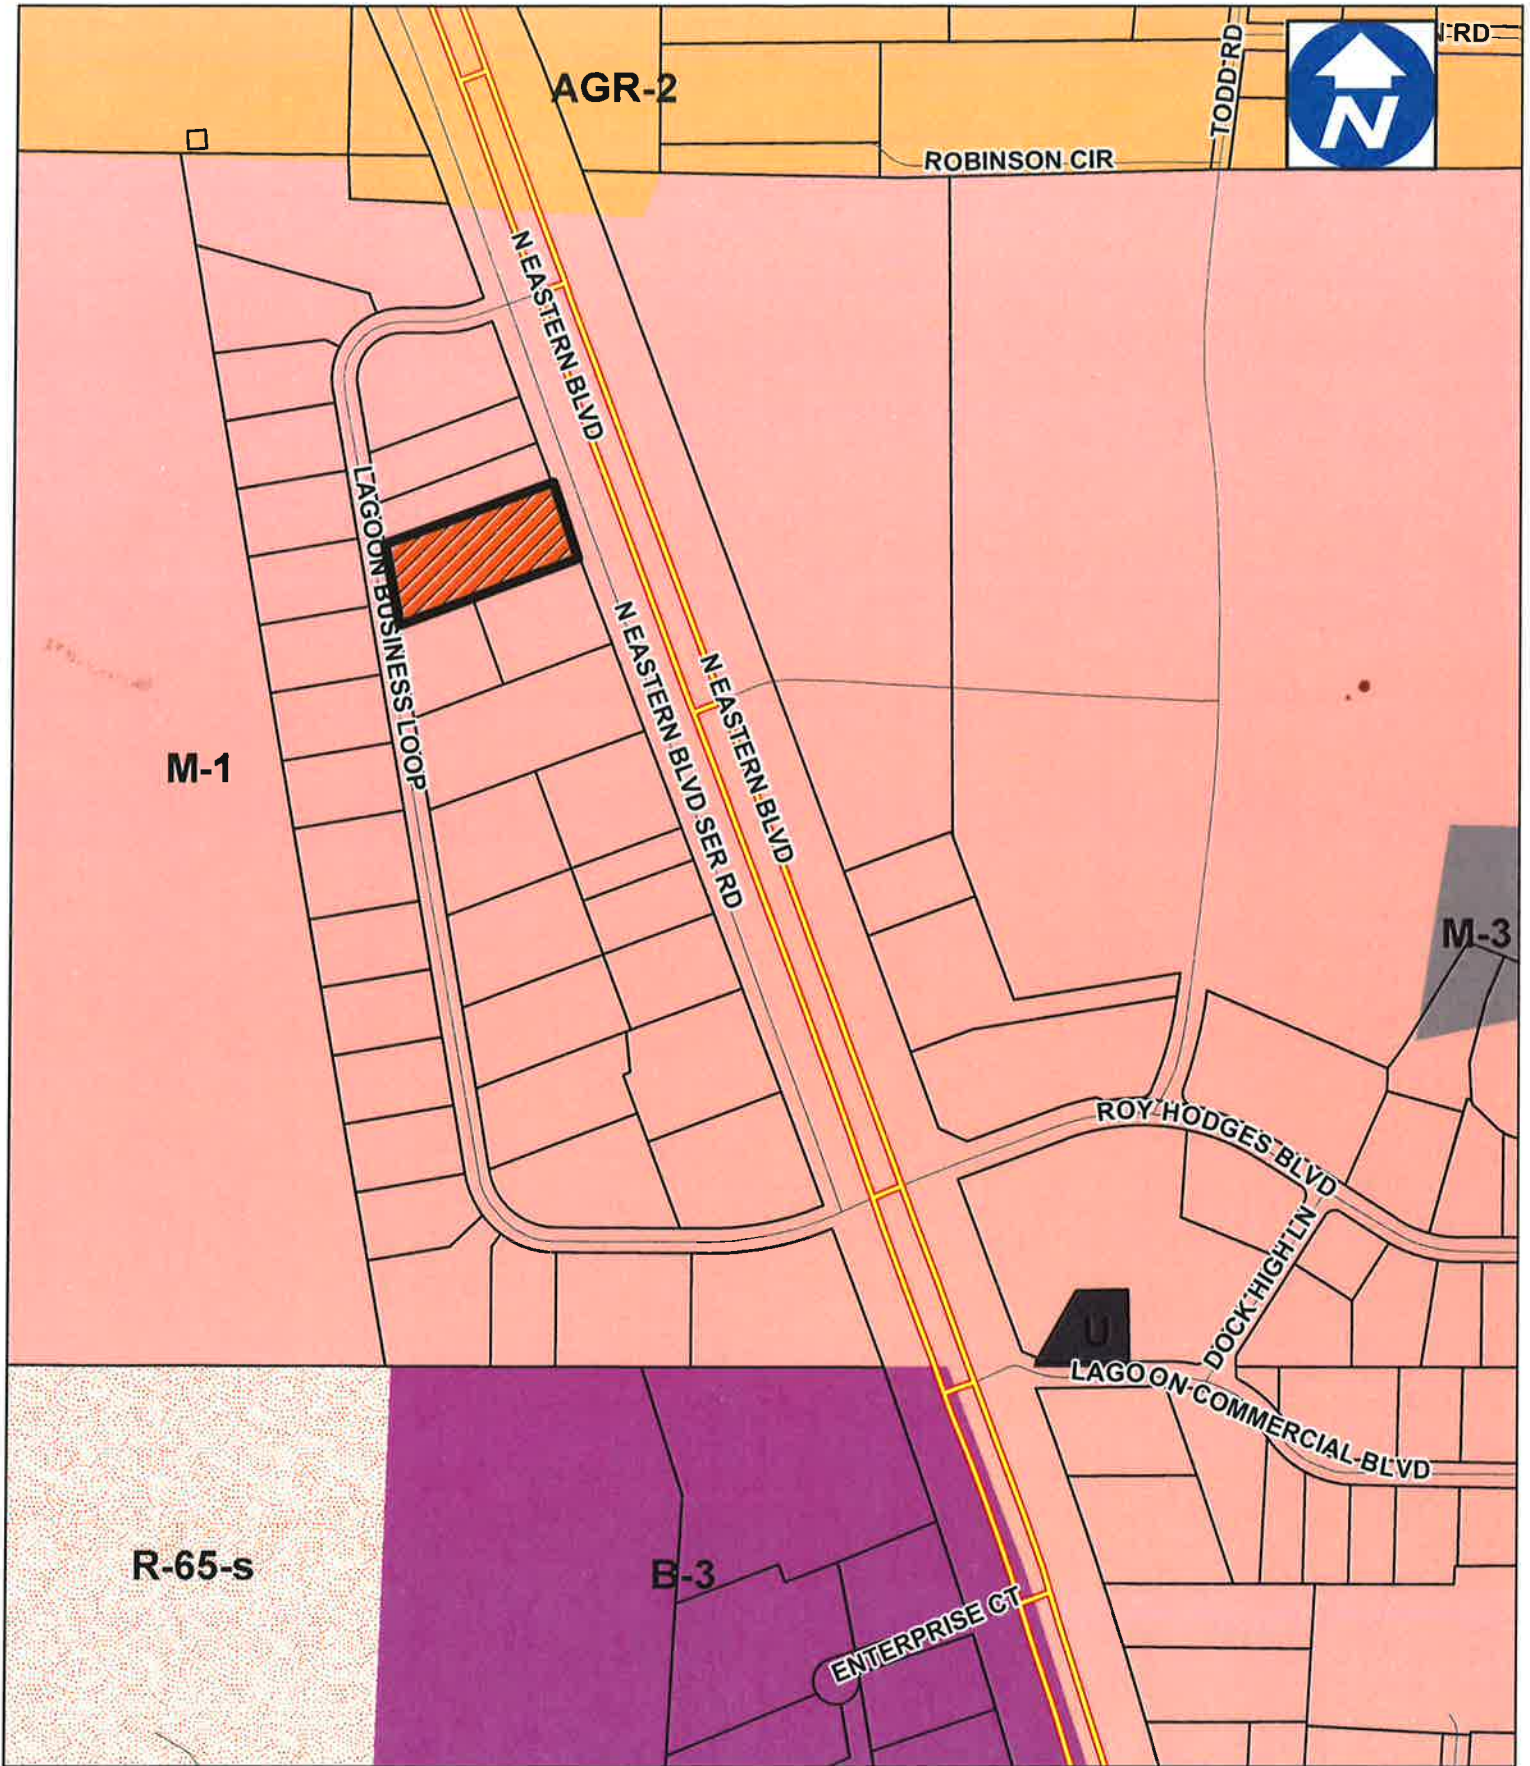 RD
AGR-2
TODD RD
N
ROBINSON CIR
N EASTERN BLVD
LAGOON BUSINESS LOOP
N EASTERN BLVD SER RD
N EASTERN BLVD
M-1
M-3
ROY HODGES BLVD
DOCK HIGH LN
U
LAGOON COMMERCIAL BLVD
R-65-s
B-3
ENTERPRISE CT